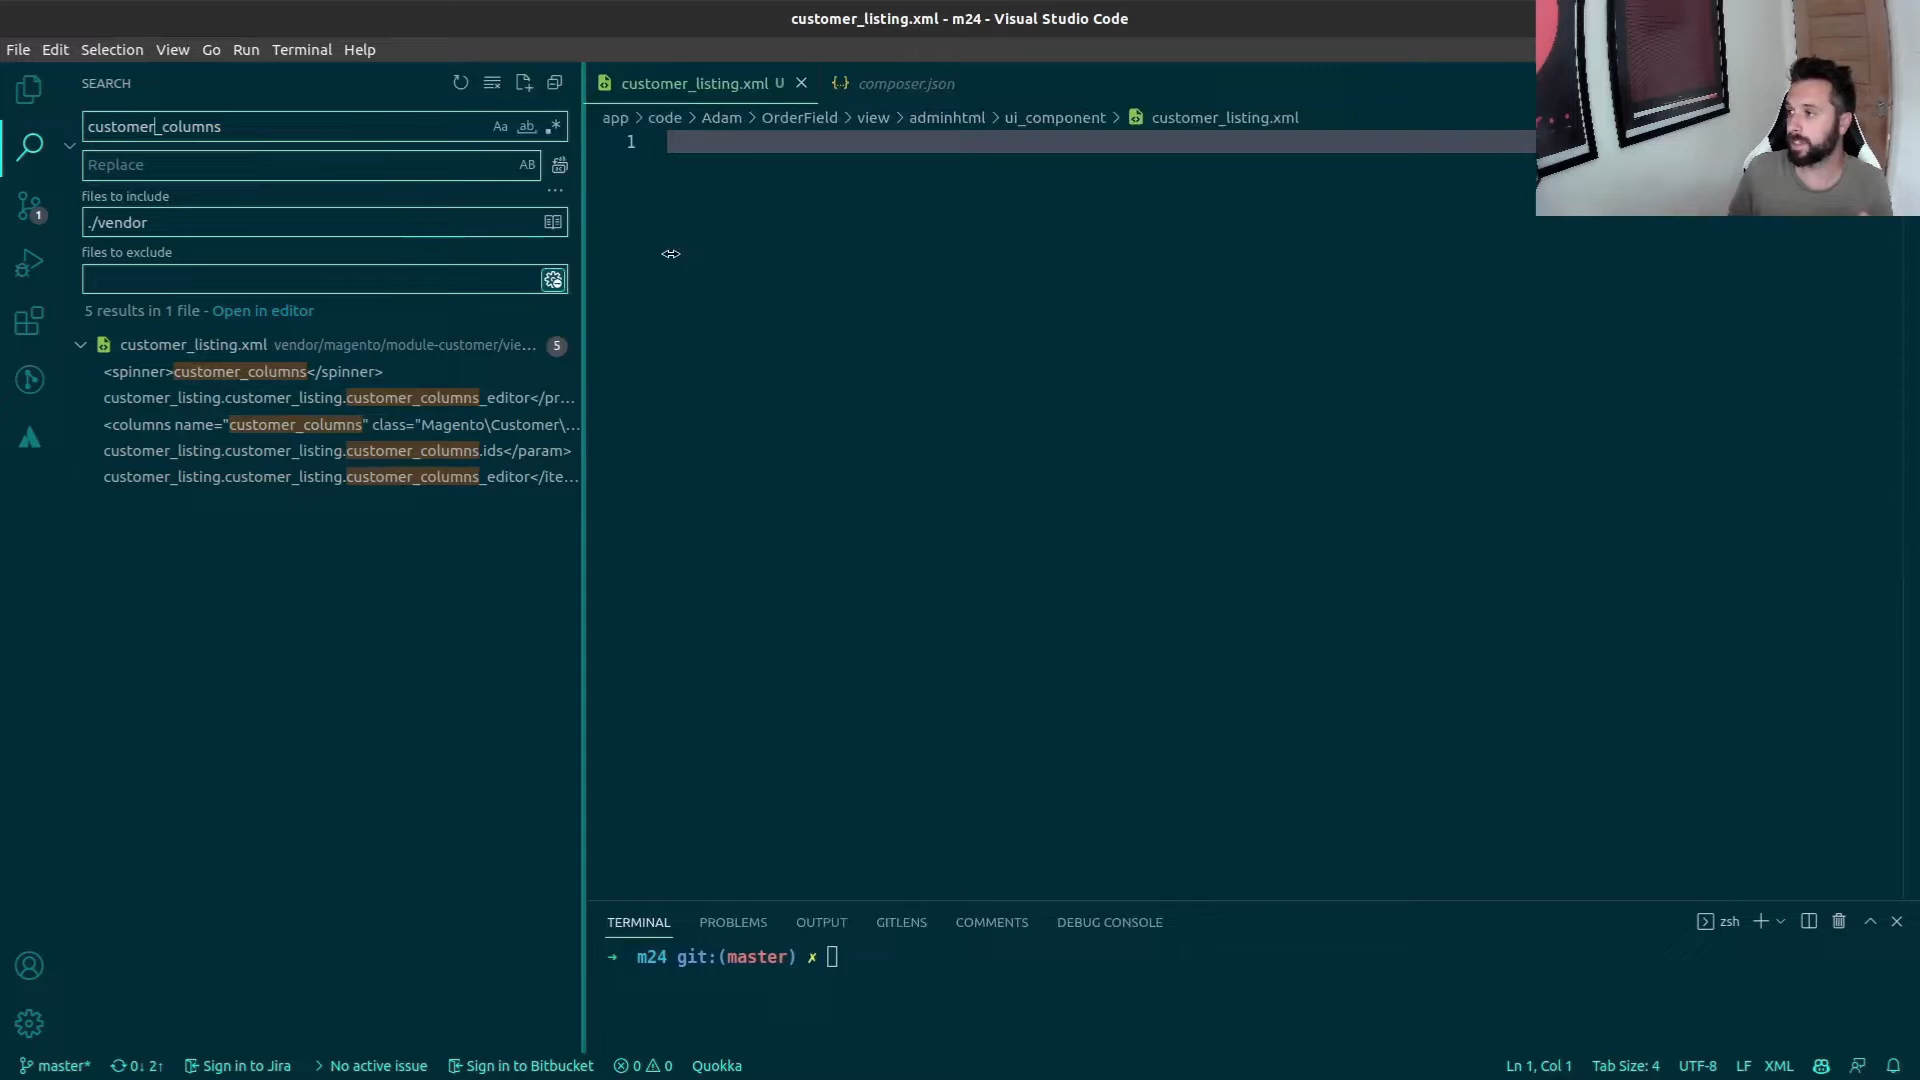 customer_listing.xml - m24 - Visual Studio Code
File Edit Selection View Go Run Terminal Help
SEARCH
customer_columns
Aa ab
Replace
AB
files to include
./vendor
files to exclude
5 results in 1 file - Open in editor
customer_listing.xml vendor/magento/module-customer/vie... 5
<spinner>customer_columns</spinner>
customer_listing.customer_listing.customer_columns_editor</pr...
<columns name="customer_columns" class="Magento\Customer\...
customer_listing.customer_listing.customer_columns.ids</param>
customer_listing.customer_listing.customer_columns_editor</ite...
1
customer_listing.xml U
{·} composer.json
app > code > Adam > OrderField > view > adminhtml > ui_component > customer_listing.xml
1
TERMINAL PROBLEMS OUTPUT GITLENS COMMENTS DEBUG CONSOLE
zsh
➜ m24 git:(master) ✗
master* 0↓ 2↑ Sign in to Jira > No active issue Sign in to Bitbucket 0 0 Quokka
Ln 1, Col 1 Tab Size: 4 UTF-8 LF XML